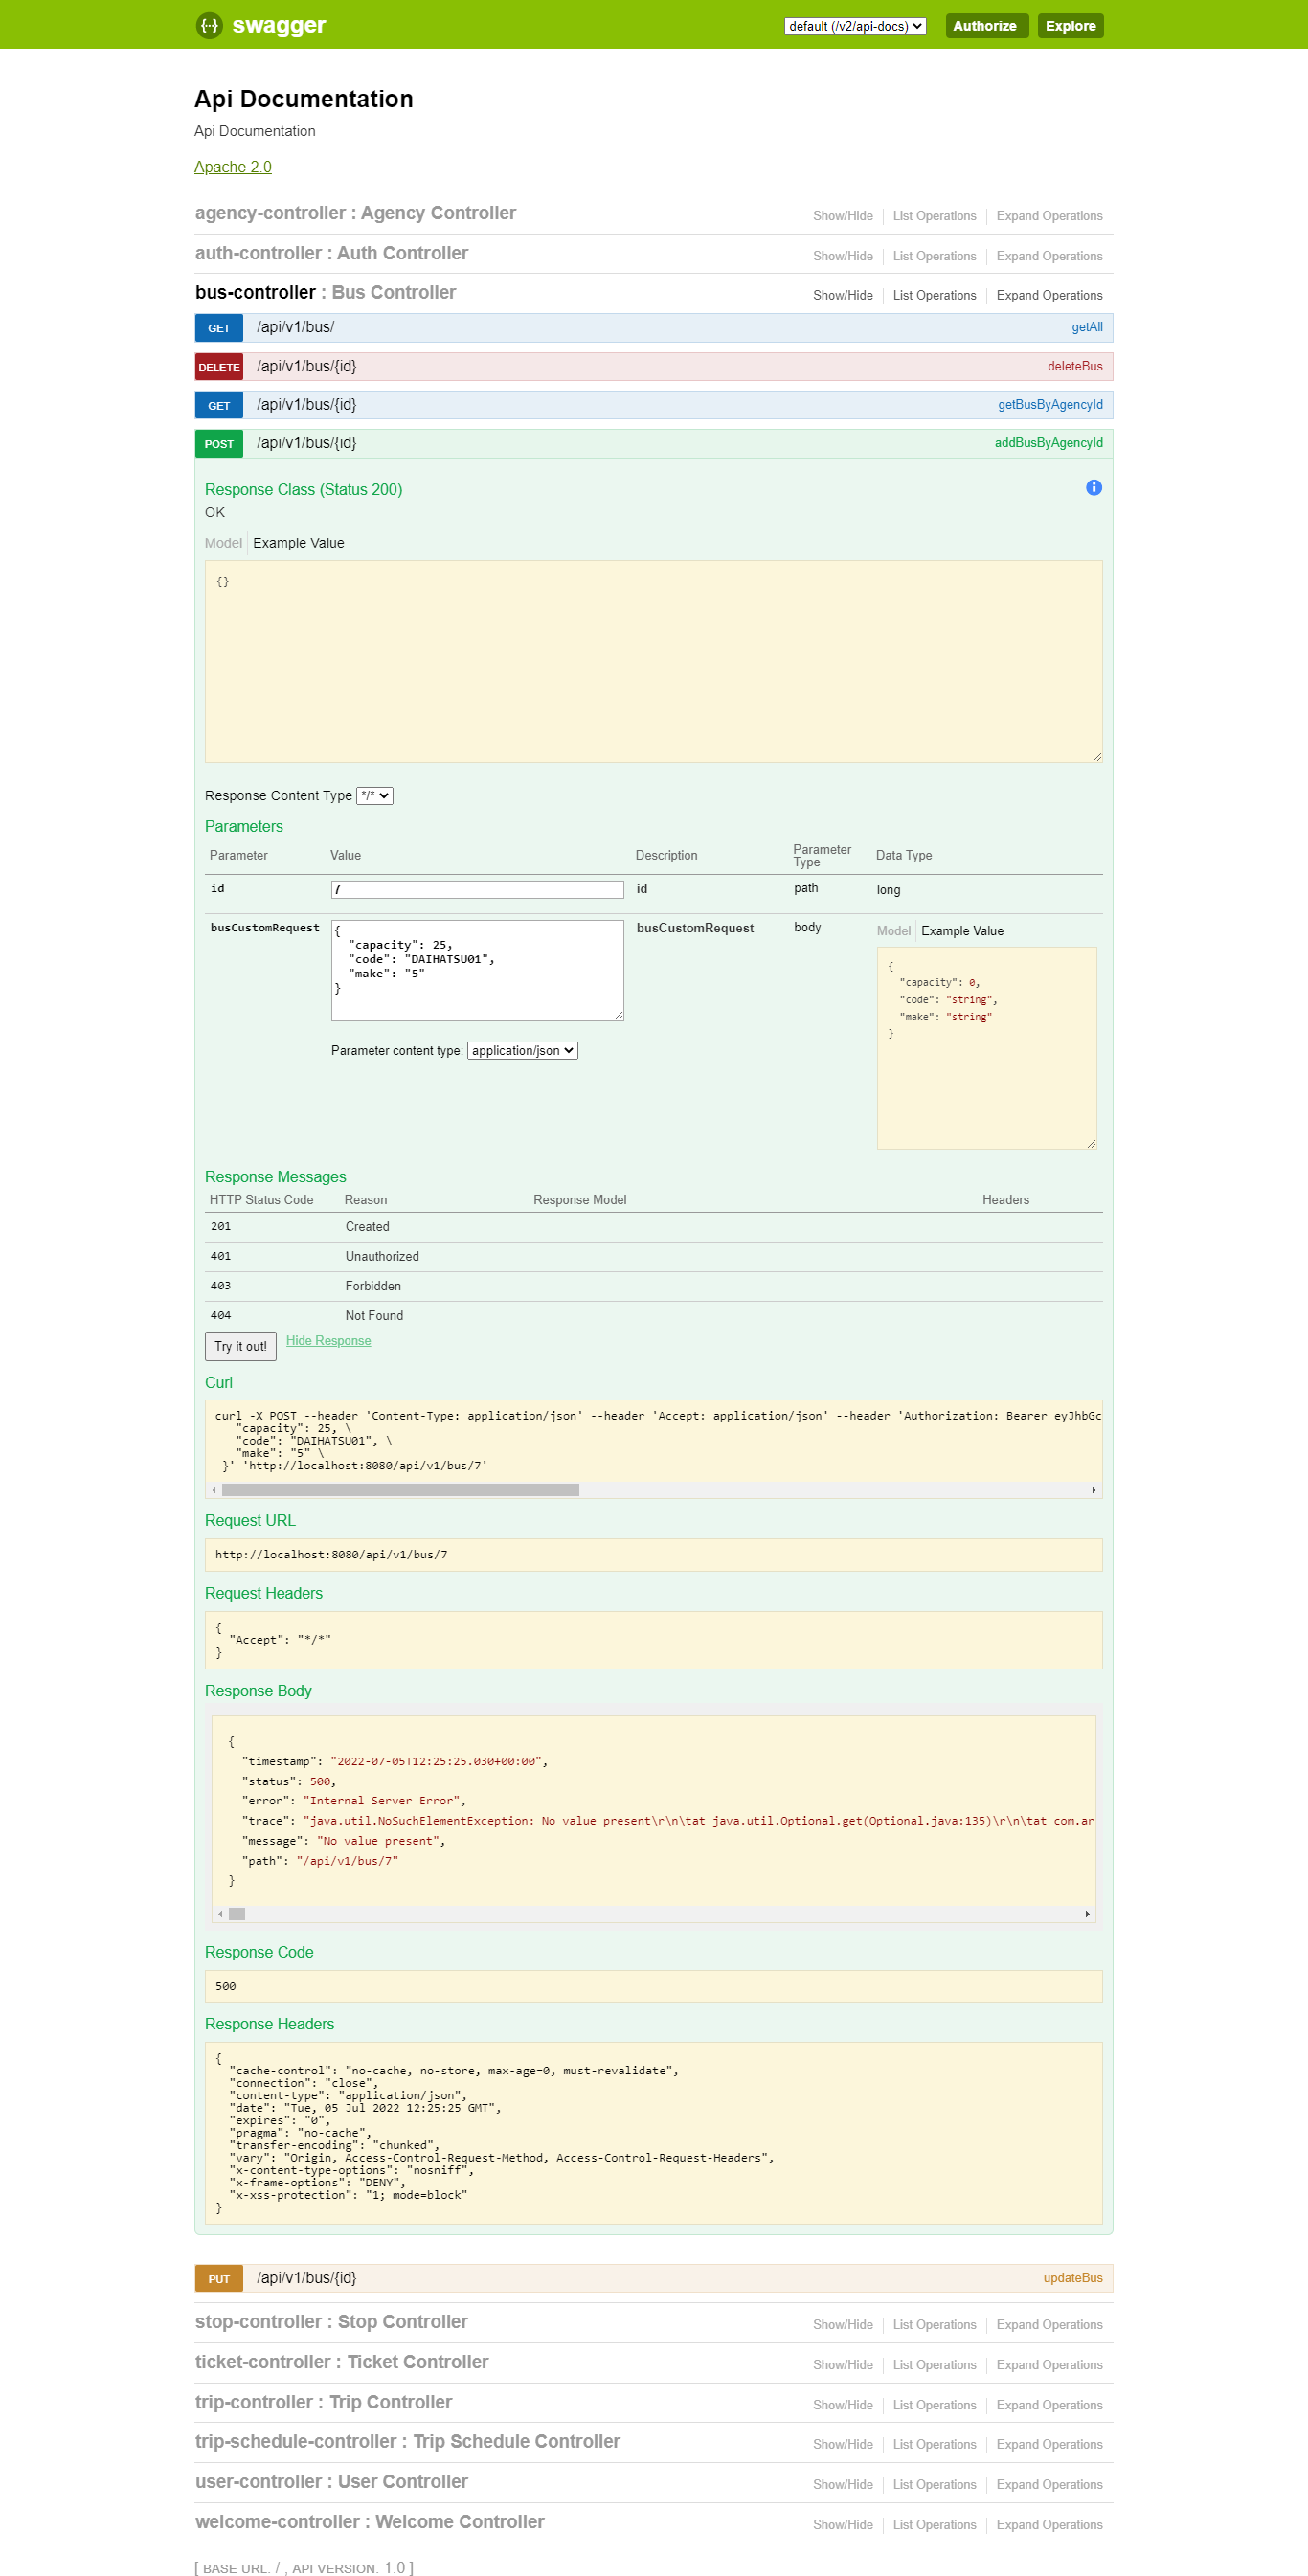 swagger
default (/v2/api-docs)
Authorize
Explore
Api Documentation
Api Documentation
Apache 2.0
agency-controller : Agency Controller
Show/Hide
List Operations
Expand Operations
auth-controller : Auth Controller
Show/Hide
List Operations
Expand Operations
bus-controller : Bus Controller
Show/Hide
List Operations
Expand Operations
GET /api/v1/bus/ getAll
DELETE /api/v1/bus/{id} deleteBus
GET /api/v1/bus/{id} getBusByAgencyId
POST /api/v1/bus/{id} addBusByAgencyId
Response Class (Status 200)
OK
Model Example Value
{}
Response Content Type */*
Parameters
Parameter Value Description Parameter Type Data Type
id 7 id path long
busCustomRequest
{
  "capacity": 25,
  "code": "DAIHATSU01",
  "make": "5"
}
Parameter content type: application/json
busCustomRequest
body
Model Example Value
{
  "capacity": 0,
  "code": "string",
  "make": "string"
}
Response Messages
HTTP Status Code Reason Response Model Headers
201 Created
401 Unauthorized
403 Forbidden
404 Not Found
Try it out! Hide Response
Curl
curl -X POST --header 'Content-Type: application/json' --header 'Accept: application/json' --header 'Authorization: Bearer eyJhbGc
   "capacity": 25, \
   "code": "DAIHATSU01", \
   "make": "5" \
 }' 'http://localhost:8080/api/v1/bus/7'
Request URL
http://localhost:8080/api/v1/bus/7
Request Headers
{
  "Accept": "*/*"
}
Response Body
{
  "timestamp": "2022-07-05T12:25:25.030+00:00",
  "status": 500,
  "error": "Internal Server Error",
  "trace": "java.util.NoSuchElementException: No value present\r\n\tat java.util.Optional.get(Optional.java:135)\r\n\tat com.ar
  "message": "No value present",
  "path": "/api/v1/bus/7"
}
Response Code
500
Response Headers
{
  "cache-control": "no-cache, no-store, max-age=0, must-revalidate",
  "connection": "close",
  "content-type": "application/json",
  "date": "Tue, 05 Jul 2022 12:25:25 GMT",
  "expires": "0",
  "pragma": "no-cache",
  "transfer-encoding": "chunked",
  "vary": "Origin, Access-Control-Request-Method, Access-Control-Request-Headers",
  "x-content-type-options": "nosniff",
  "x-frame-options": "DENY",
  "x-xss-protection": "1; mode=block"
}
PUT /api/v1/bus/{id} updateBus
stop-controller : Stop Controller
Show/Hide
List Operations
Expand Operations
ticket-controller : Ticket Controller
Show/Hide
List Operations
Expand Operations
trip-controller : Trip Controller
Show/Hide
List Operations
Expand Operations
trip-schedule-controller : Trip Schedule Controller
Show/Hide
List Operations
Expand Operations
user-controller : User Controller
Show/Hide
List Operations
Expand Operations
welcome-controller : Welcome Controller
Show/Hide
List Operations
Expand Operations
[ BASE URL: / , API VERSION: 1.0 ]